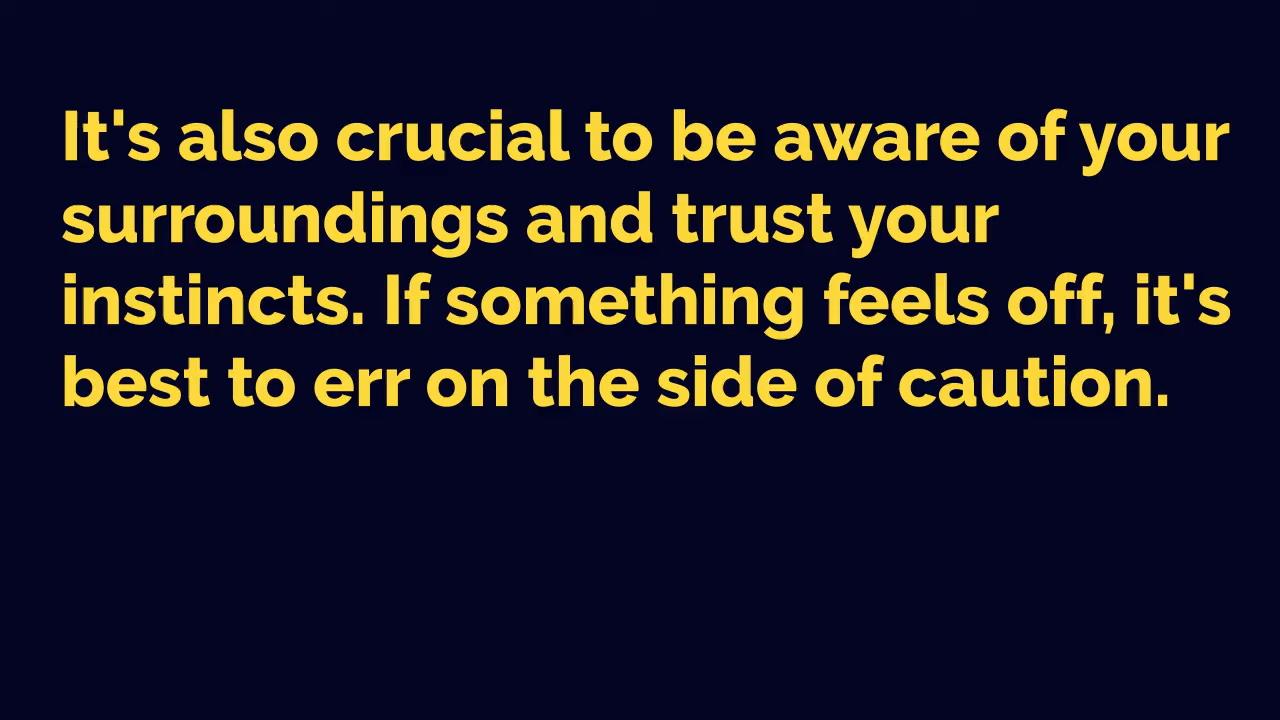 It's also crucial to be aware of your
surroundings and trust your
instincts. If something feels off, it's
best to err on the side of caution.